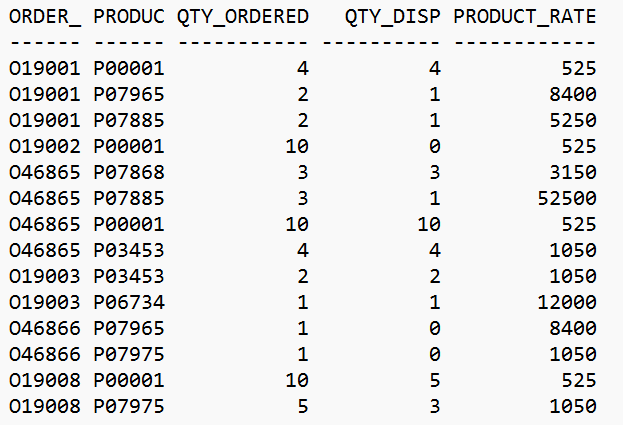 ORDER_ PRODUC QTY_ORDERED   QTY_DISP PRODUCT_RATE
------ ------ ----------- ---------- ------------
O19001 P00001           4          4          525
O19001 P07965           2          1         8400
O19001 P07885           2          1         5250
O19002 P00001          10          0          525
O46865 P07868           3          3         3150
O46865 P07885           3          1        52500
O46865 P00001          10         10          525
O46865 P03453           4          4         1050
O19003 P03453           2          2         1050
O19003 P06734           1          1        12000
O46866 P07965           1          0         8400
O46866 P07975           1          0         1050
O19008 P00001          10          5          525
O19008 P07975           5          3         1050